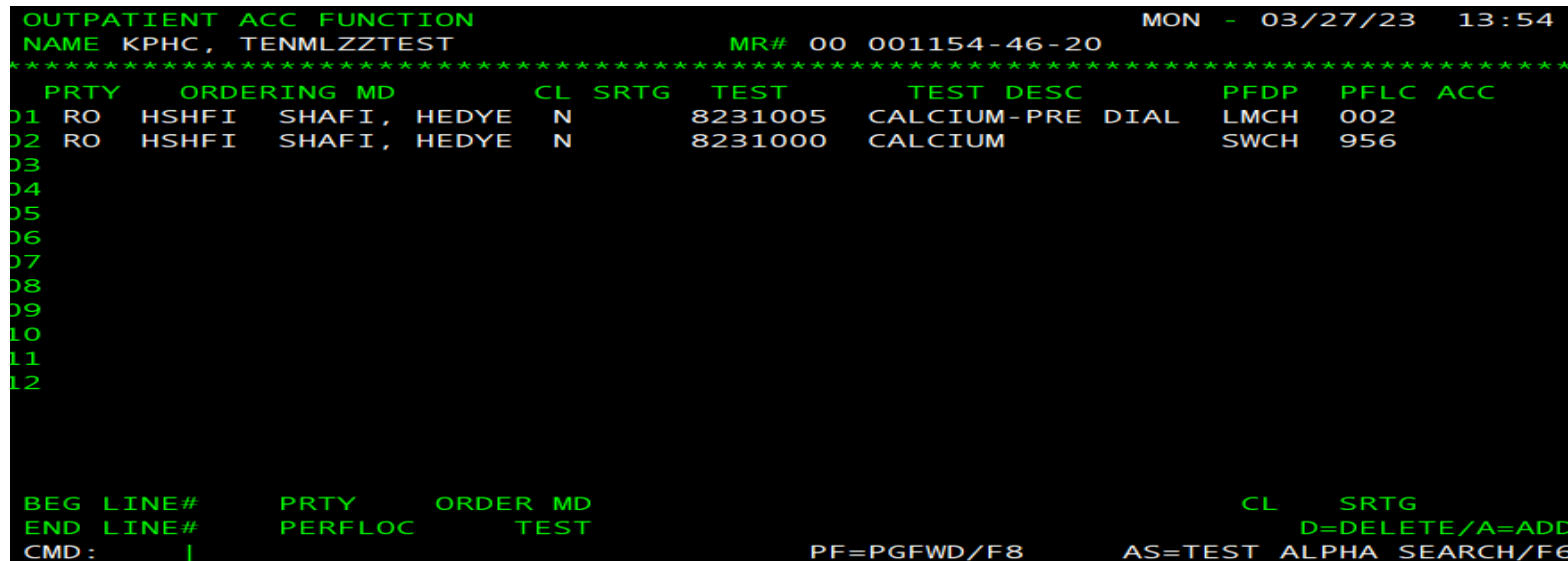 OUTPATIENT ACC FUNCTION MON - 03/27/23 13:54
NAME KPHC, TENMLZZTEST MR# 00 001154-46-20
********************************************************************************
PRTY ORDERING MD CL SRTG TEST TEST DESC PFDP PFLC ACC
01 RO HSHFI SHAFI, HEDYE N 8231005 CALCIUM-PRE DIAL LMCH 002
02 RO HSHFI SHAFI, HEDYE N 8231000 CALCIUM SWCH 956
03
04
05
06
07
08
09
10
11
12
BEG LINE# PRTY ORDER MD CL SRTG
END LINE# PERFLOC TEST D=DELETE/A=ADD
CMD: PF=PGFWD/F8 AS=TEST ALPHA SEARCH/F6